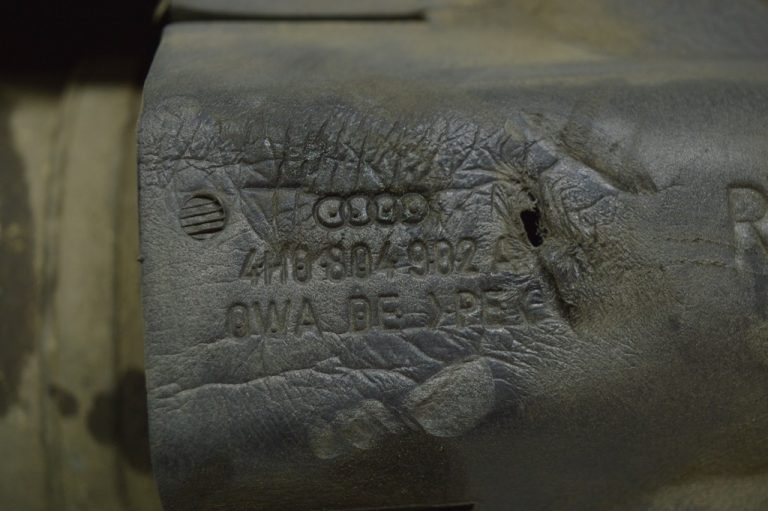 4H0 804 982 A
OWA DE >PE<
R